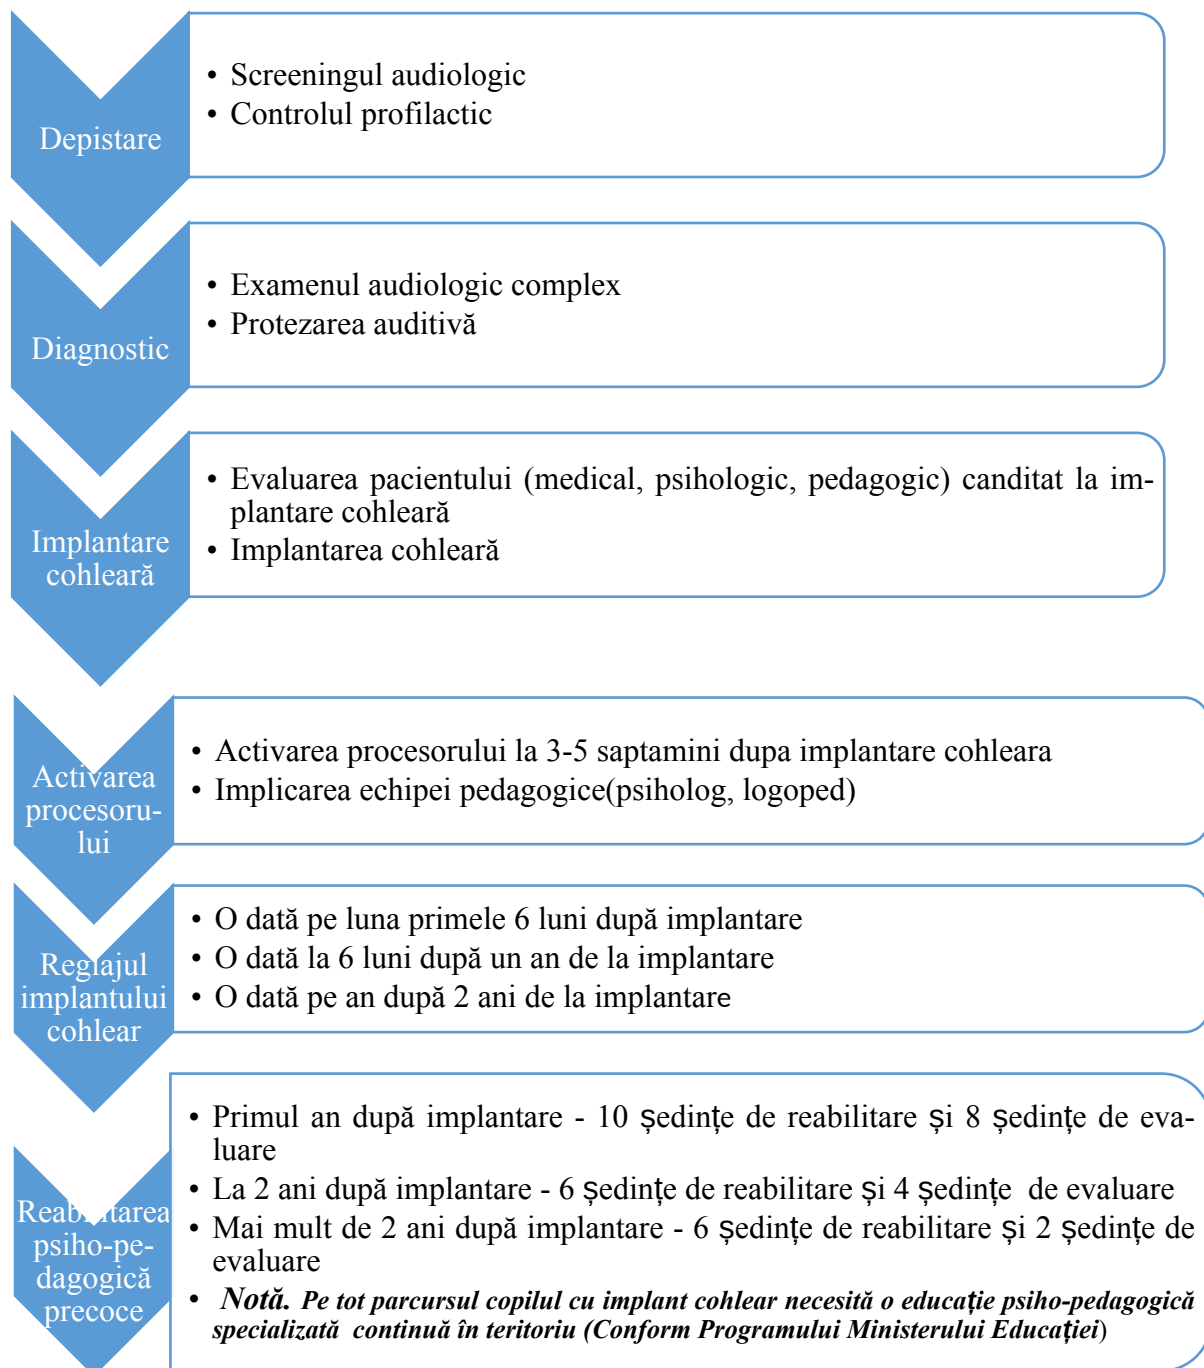 Depistare
• Screeningul audiologic
• Controlul profilactic
Diagnostic
• Examenul audiologic complex
• Protezarea auditivă
Implantare
cohleară
• Evaluarea pacientului (medical, psihologic, pedagogic) canditat la im-
plantare cohleară
• Implantarea cohleară
Activarea
procesoru-
lui
• Activarea procesorului la 3-5 saptamini dupa implantare cohleara
• Implicarea echipei pedagogice(psiholog, logoped)
Reglajul
implantului
cohlear
• O dată pe luna primele 6 luni după implantare
• O dată la 6 luni după un an de la implantare
• O dată pe an după 2 ani de la implantare
Reabilitarea
psiho-pe-
dagogică
precoce
• Primul an după implantare - 10 ședințe de reabilitare și 8 ședințe de eva-
luare
• La 2 ani după implantare - 6 ședințe de reabilitare și 4 ședințe de evaluare
• Mai mult de 2 ani după implantare - 6 ședințe de reabilitare și 2 ședințe de
evaluare
• Notă. Pe tot parcursul copilul cu implant cohlear necesită o educație psiho-pedagogică
specializată continuă în teritoriu (Conform Programului Ministerului Educației)